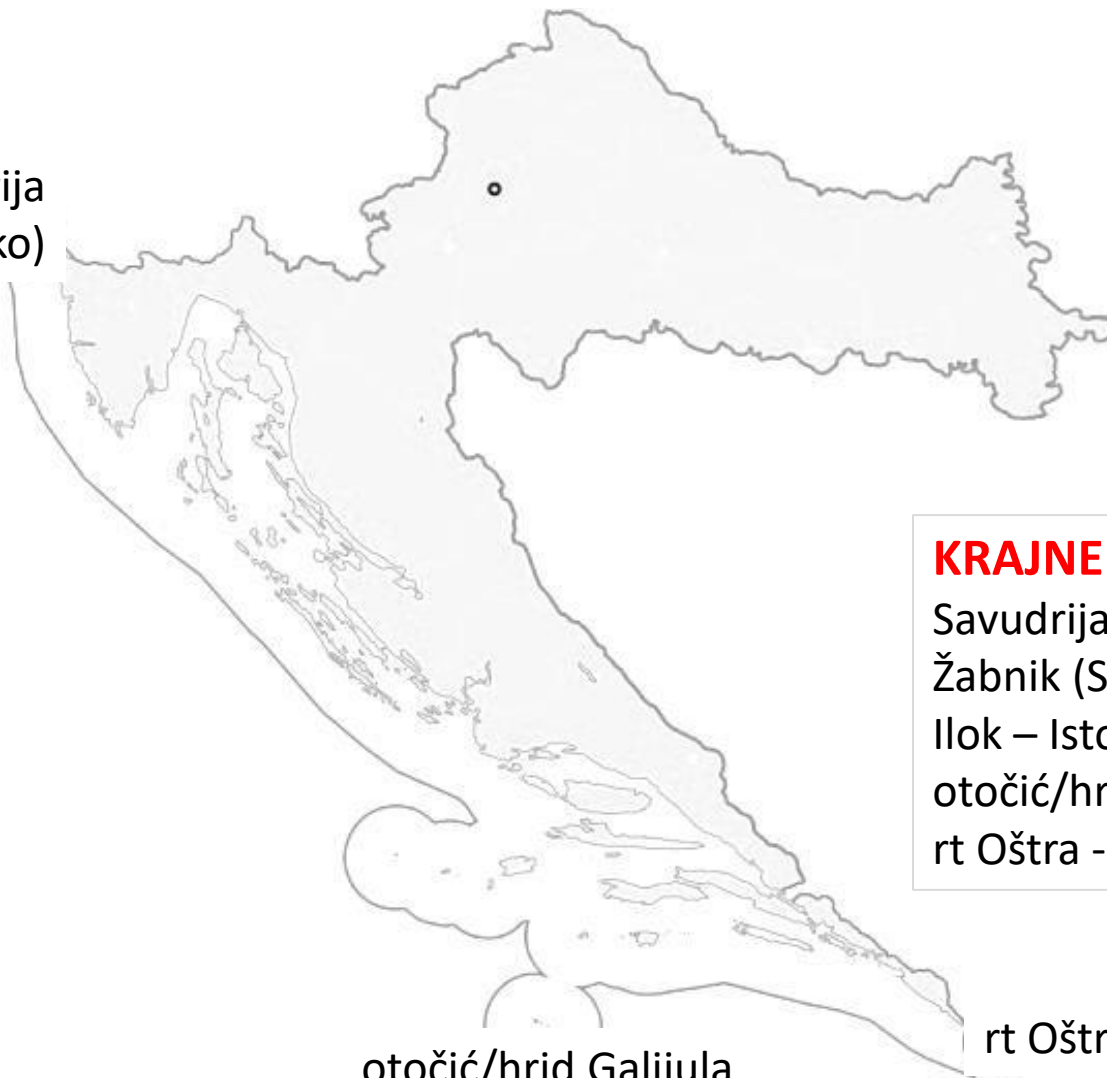 ija
ko)
KRAJNE
Savudrija
Žabnik (S
Ilok – Isto
otočić/hr
rt Oštra -
rt Oštr
otočić/hrid Galijula